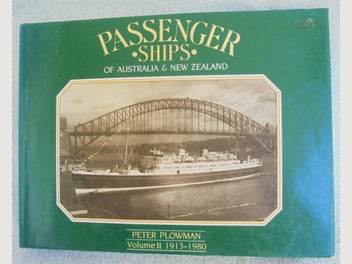 PASSENGER
•SHIPS•
OF AUSTRALIA & NEW ZEALAND
PETER PLOWMAN
Volume II 1913-1980